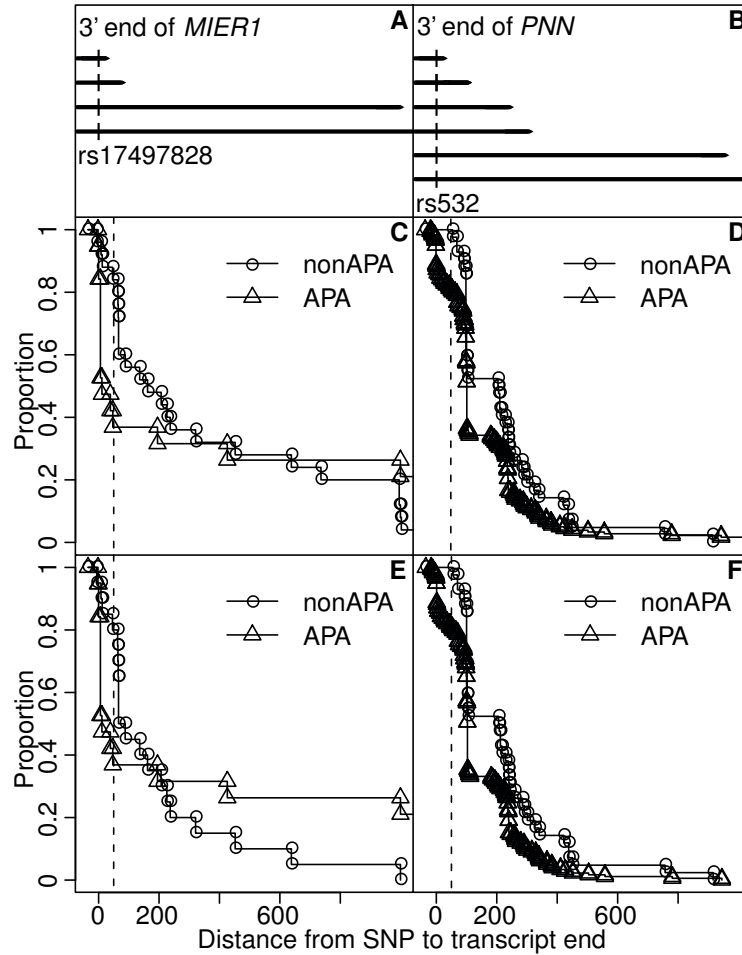 3' end of MIER1 A
3' end of PNN B
rs17497828
rs532
C
nonAPA
APA
D
nonAPA
APA
Proportion
1
0.8
0.6
0.4
0.2
0
E
nonAPA
APA
F
nonAPA
APA
Proportion
1
0.8
0.6
0.4
0.2
0
0 200 600
0 200 600
Distance from SNP to transcript end